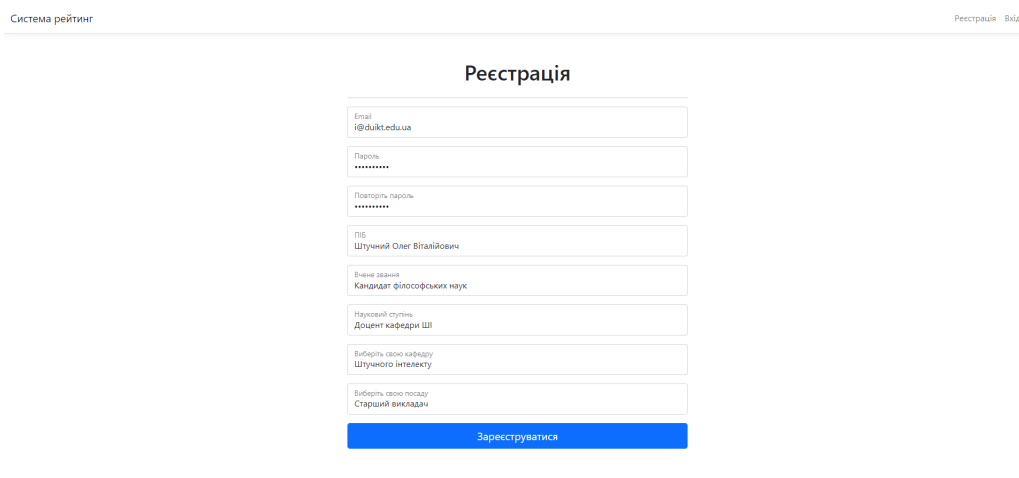 Система рейтинг
Реєстрація Вхід
Реєстрація
Email
i@duikt.edu.ua
Пароль
••••••••••
Повторіть пароль
••••••••••
ПІБ
Штучний Олег Віталійович
Вчене звання
Кандидат філософських наук
Науковий ступінь
Доцент кафедри ШІ
Виберіть свою кафедру
Штучного інтелекту
Виберіть свою посаду
Старший викладач
Зареєструватися